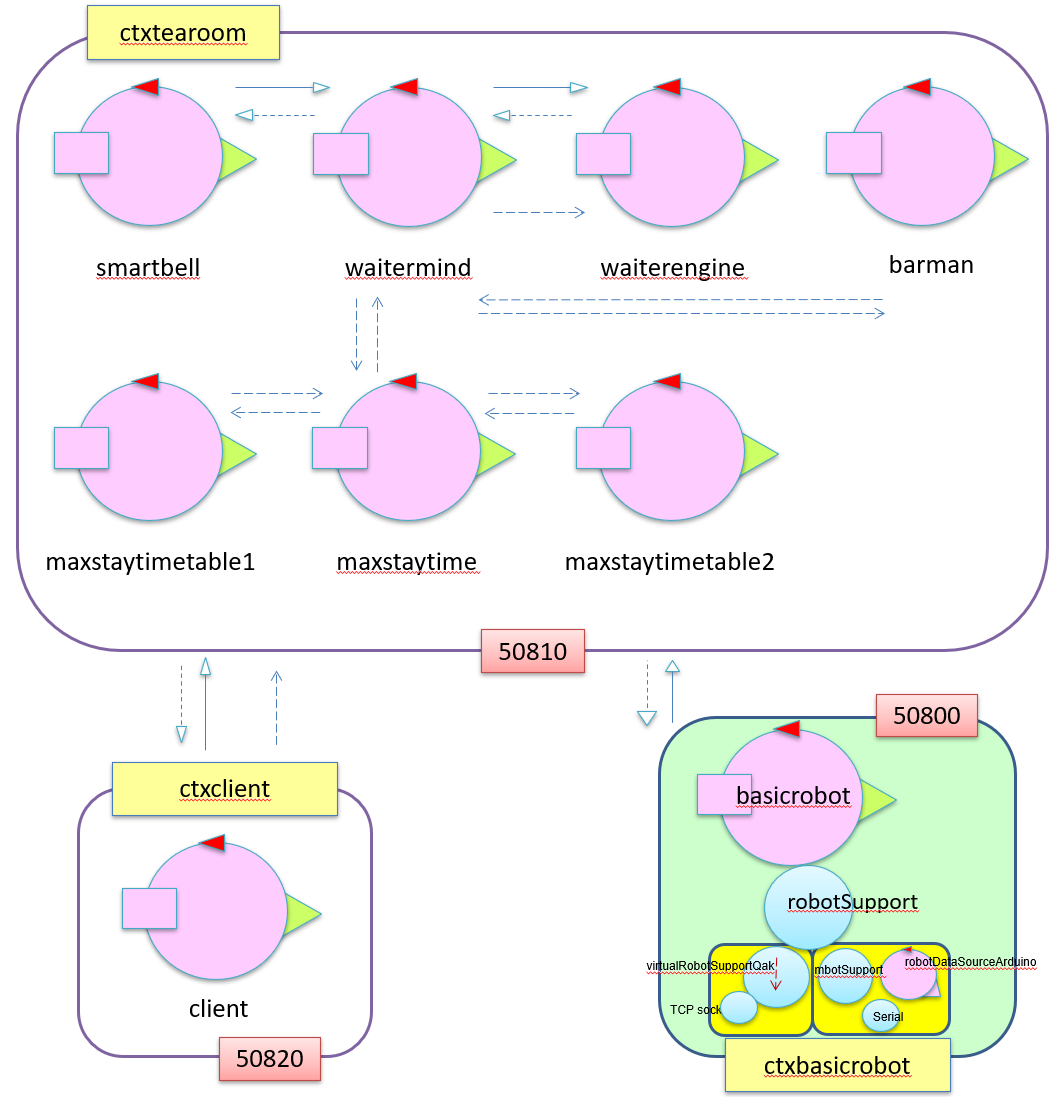 ctxtearoom
smartbell
waitermind
waiterengine
barman
maxstaytimetable1
maxstaytime
maxstaytimetable2
50810
50800
ctxclient
basicrobot
robotSupport
client
virtualRobotSupportQak
mbotSupport
robotDataSourceArduino
TCP sock
Serial
50820
ctxbasicrobot